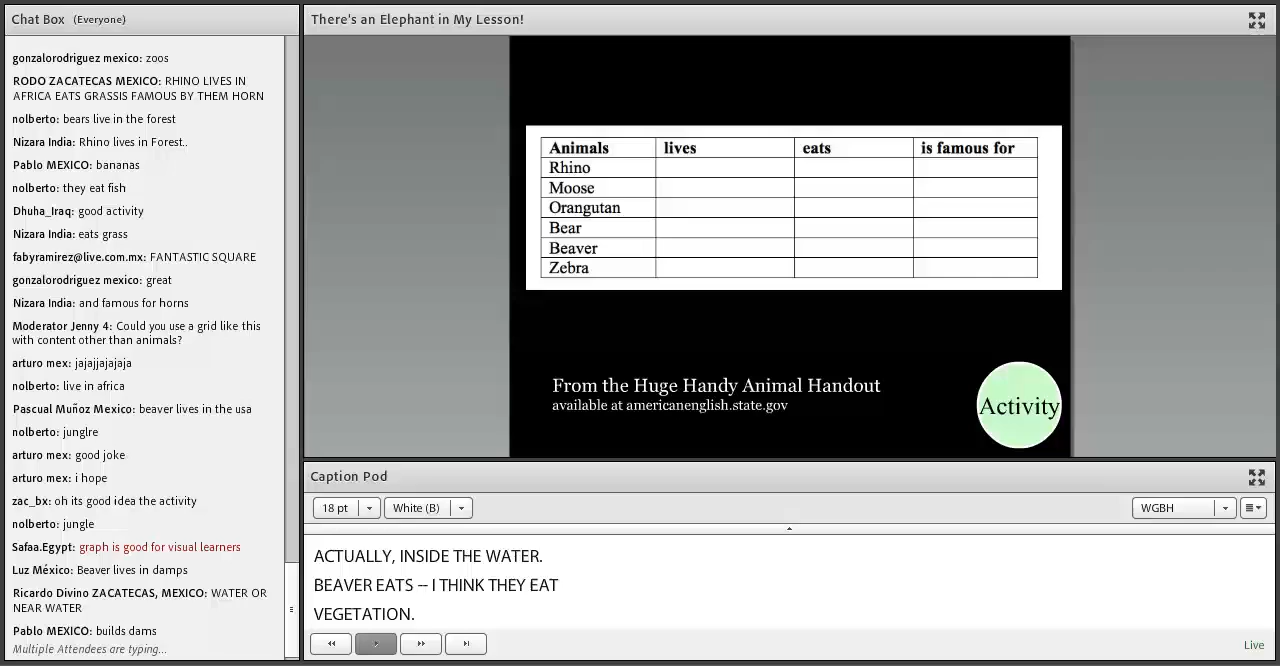 Chat Box (Everyone)
gonzalorodriguez mexico: zoos
RODO ZACATECAS MEXICO: RHINO LIVES IN
AFRICA EATS GRASSIS FAMOUS BY THEM HORN
nolberto: bears live in the forest
Nizara India: Rhino lives in Forest..
Pablo MEXICO: bananas
nolberto: they eat fish
Dhuha_Iraq: good activity
Nizara India: eats grass
fabyramirez@live.com.mx: FANTASTIC SQUARE
gonzalorodriguez mexico: great
Nizara India: and famous for horns
Moderator Jenny 4: Could you use a grid like this
with content other than animals?
arturo mex: jajajjajajaja
nolberto: live in africa
Pascual Muñoz Mexico: beaver lives in the usa
nolberto: junglre
arturo mex: good joke
arturo mex: i hope
zac_bx: oh its good idea the activity
nolberto: jungle
Safaa.Egypt: graph is good for visual learners
Luz México: Beaver lives in damps
Ricardo Divino ZACATECAS, MEXICO: WATER OR
NEAR WATER
Pablo MEXICO: builds dams
Multiple Attendees are typing...
There's an Elephant in My Lesson!
Animals lives eats is famous for
Rhino
Moose
Orangutan
Bear
Beaver
Zebra
From the Huge Handy Animal Handout
available at americanenglish.state.gov
Activity
Caption Pod
18 pt White (B) WGBH
ACTUALLY, INSIDE THE WATER.
BEAVER EATS -- I THINK THEY EAT
VEGETATION.
Live